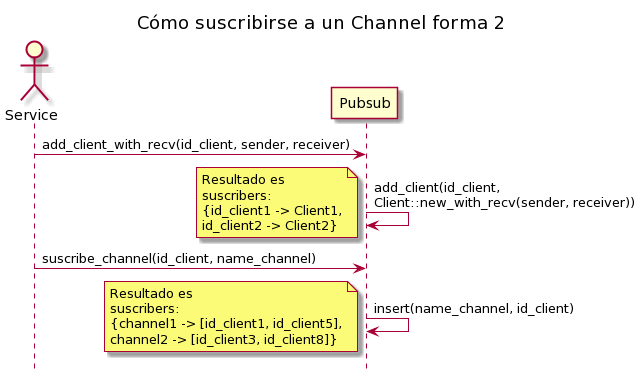 Cómo suscribirse a un Channel forma 2
Service
Pubsub
add_client_with_recv(id_client, sender, receiver)
Resultado es
suscribers:
{id_client1 -> Client1,
id_client2 -> Client2}
add_client(id_client,
Client::new_with_recv(sender, receiver))
suscribe_channel(id_client, name_channel)
Resultado es
suscribers:
{channel1 -> [id_client1, id_client5],
channel2 -> [id_client3, id_client8]}
insert(name_channel, id_client)